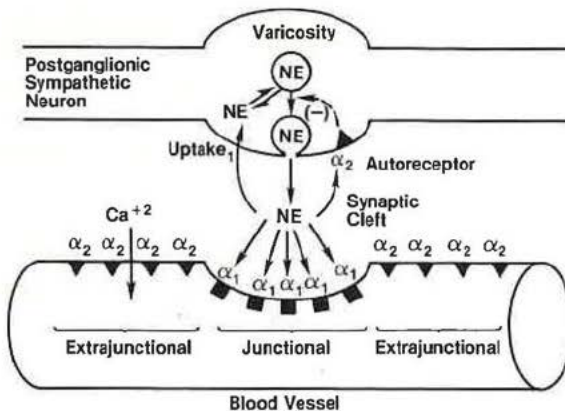 Varicosity
Postganglionic
Sympathetic
Neuron
NE
NE
(−)
NE
Uptake₁
α₂ Autoreceptor
Synaptic
Cleft
NE
Ca⁺²
α₂ α₂ α₂ α₂
α₂ α₂ α₂ α₂
α₁ α₁ α₁ α₁ α₁
Extrajunctional
Junctional
Extrajunctional
Blood Vessel